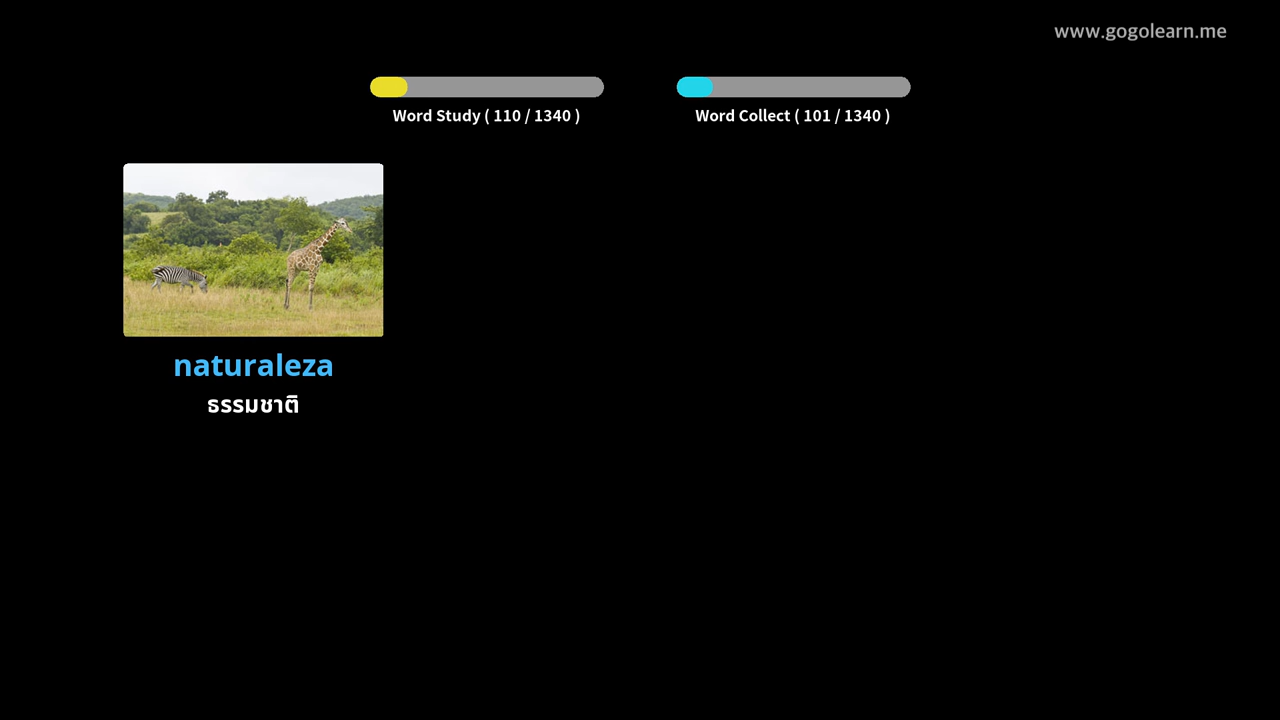 www.gogolearn.me
Word Study ( 110 / 1340 )
Word Collect ( 101 / 1340 )
naturaleza
ธรรมชาติ